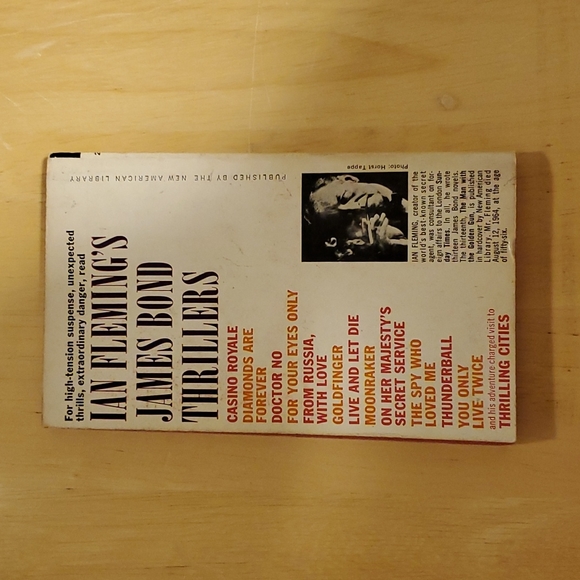 For high-tension suspense, unexpected
thrills, extraordinary danger, read
IAN FLEMING'S
JAMES BOND
THRILLERS
CASINO ROYALE
DIAMONDS ARE
FOREVER
DOCTOR NO
FOR YOUR EYES ONLY
FROM RUSSIA,
WITH LOVE
GOLDFINGER
LIVE AND LET DIE
MOONRAKER
ON HER MAJESTY'S
SECRET SERVICE
THE SPY WHO
LOVED ME
THUNDERBALL
YOU ONLY
LIVE TWICE
and his adventure charged visit to
THRILLING CITIES
PUBLISHED BY THE NEW AMERICAN LIBRARY
Photo: Horst Tappe
IAN FLEMING, creator of the
world's best-known secret
agent, was consultant on for-
eign affairs to the London Sun-
day Times. In all, he wrote
thirteen James Bond novels.
The thirteenth, The Man with
the Golden Gun, is published
in hardcover by New American
Library. Mr. Fleming died
August 12, 1964, at the age
of fifty-six.